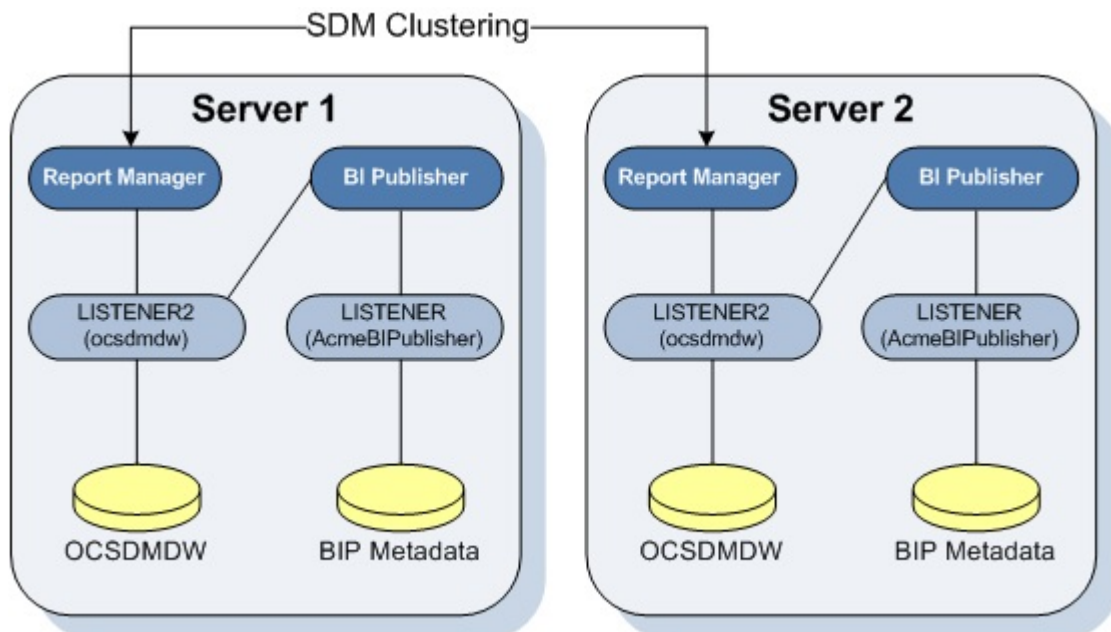 SDM Clustering
Server 1
Report Manager
BI Publisher
LISTENER2
(ocsdmdw)
LISTENER
(AcmeBIPublisher)
OCSDMDW
BIP Metadata
Server 2
Report Manager
BI Publisher
LISTENER2
(ocsdmdw)
LISTENER
(AcmeBIPublisher)
OCSDMDW
BIP Metadata